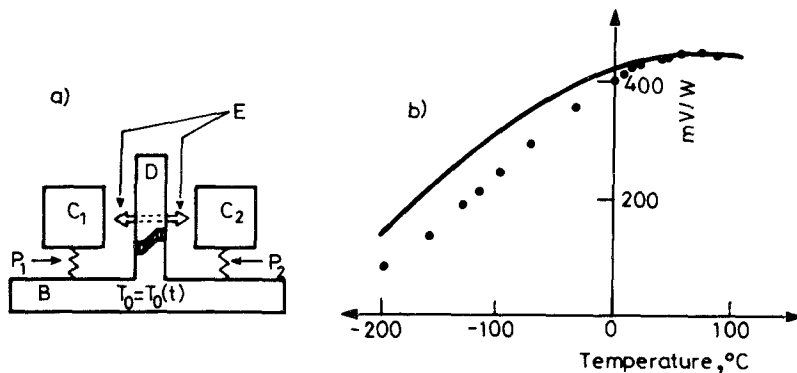 a)
E
D
C1
C2
P1
P2
B
T0=T0(t)
b)
400
200
mV/W
-200
-100
0
100
Temperature,°C